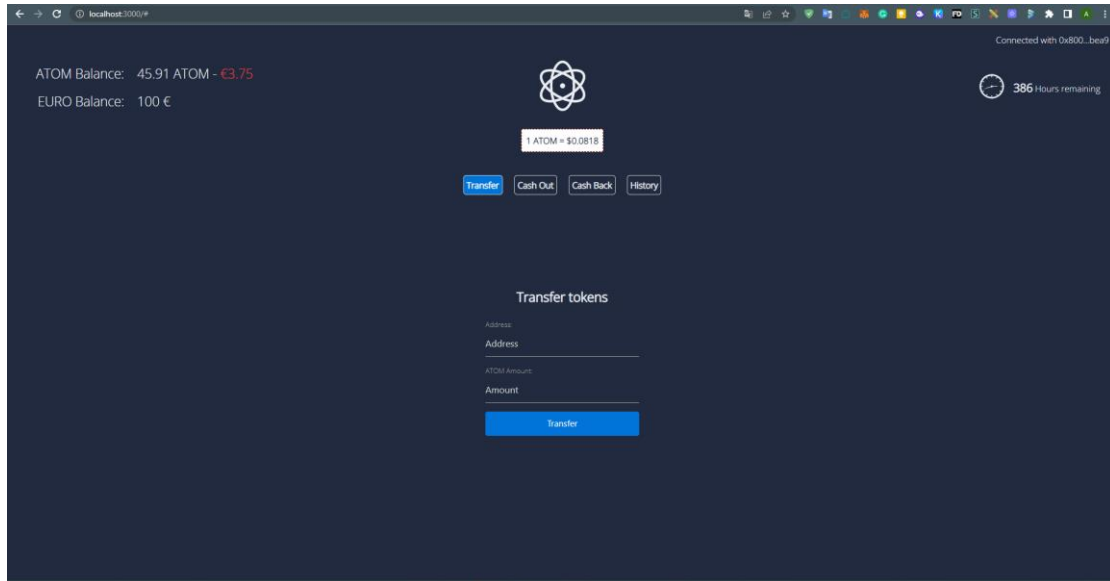 localhost:3000/#
Connected with 0x800...bea9
ATOM Balance: 45.91 ATOM - €3.75
EURO Balance: 100 €
386 Hours remaining
1 ATOM = $0.0818
Transfer Cash Out Cash Back History
Transfer tokens
Address
Address
ATOM Amount
Amount
Transfer